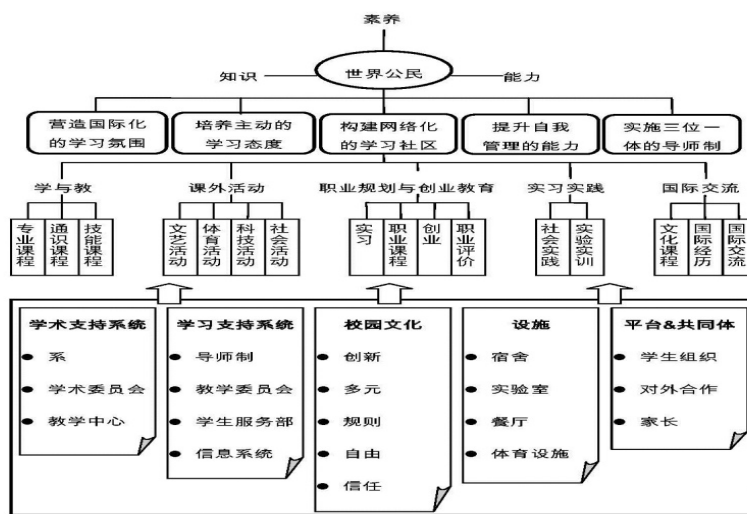 素养
知识
世界公民
能力
营造国际化
的学习氛围
培养主动的
学习态度
构建网络化
的学习社区
提升自我
管理的能力
实施三位一
体的导师制
学与教
课外活动
职业规划与创业教育
实习实践
国际交流
专业课程
通识课程
技能课程
文艺活动
体育活动
科技活动
社会活动
实习
职业课程
创业
职业评价
社会实践
实验实训
文化课程
国际经历
国际交流
学术支持系统
系
学术委员会
教学中心
学习支持系统
导师制
教学委员会
学生服务部
信息系统
校园文化
创新
多元
规则
自由
信任
设施
宿舍
实验室
餐厅
体育设施
平台&共同体
学生组织
对外合作
家长